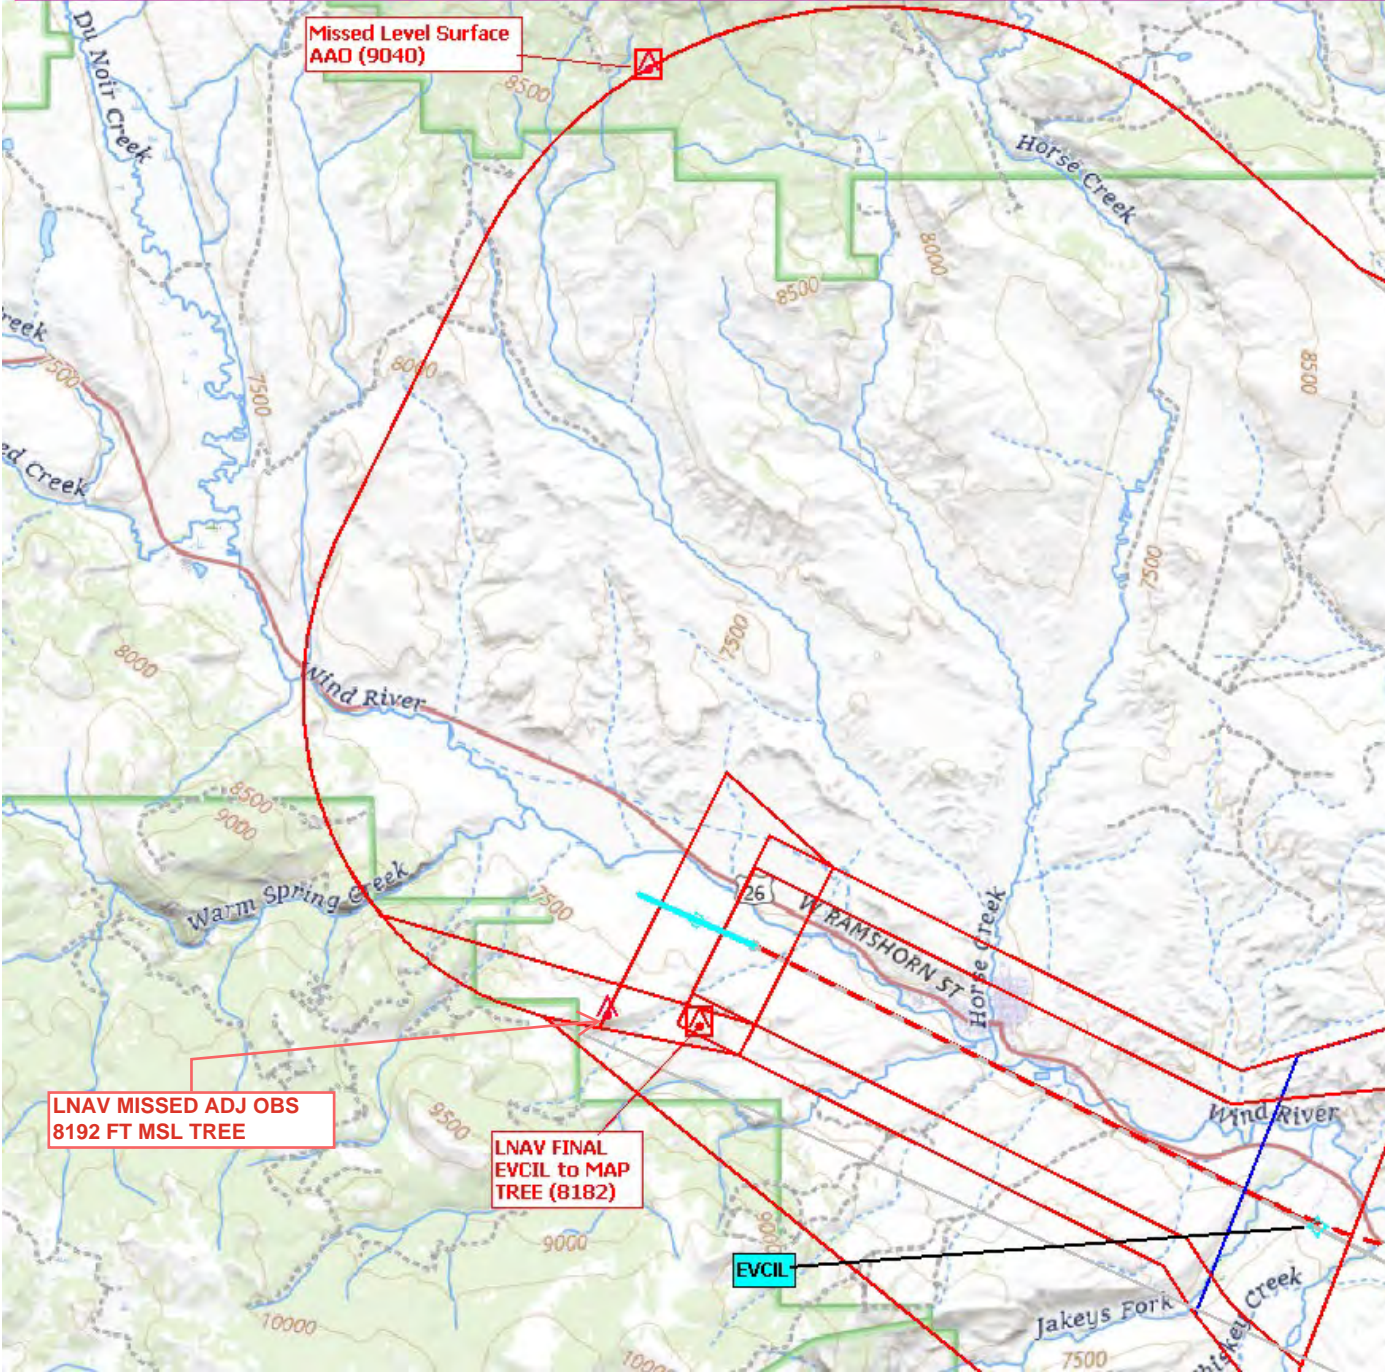 Missed Level Surface
AAO (9040)
Du Noir Creek
8500
Horse Creek
8000
8500
reek
7500
7500
8000
8500
ed Creek
7500
7500
8000
Wind River
8500
9000
Warm Spring Creek
7500
26
W RAMSHORN ST
Horse Creek
LNAV MISSED ADJ OBS
8192 FT MSL TREE
9500
LNAV FINAL
EVCIL to MAP
TREE (8182)
Wind River
9000
9000
EVCIL
Jakeys Fork
hiskey Creek
10000
1000
7500